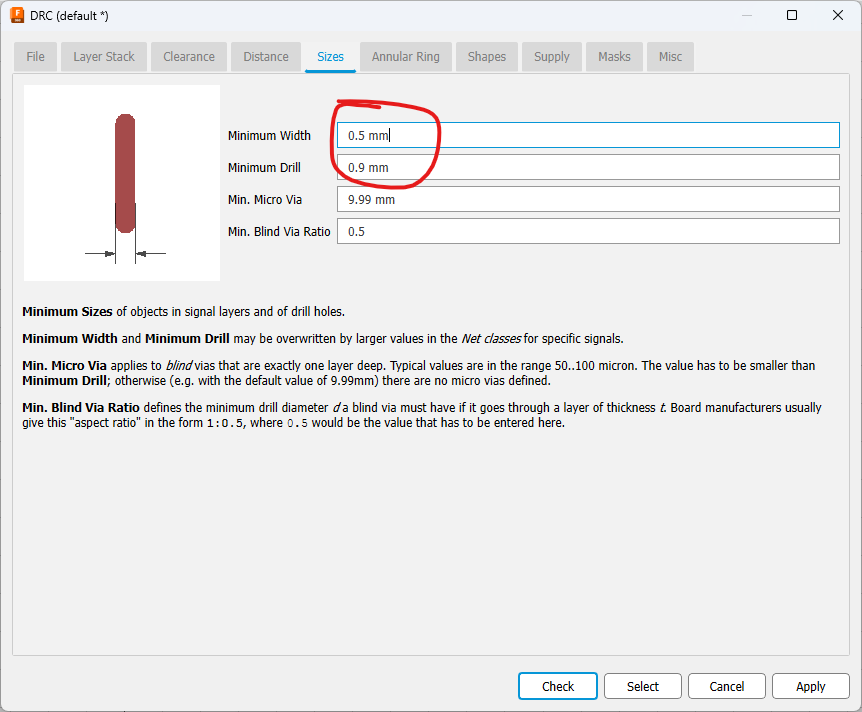 DRC (default *)
File Layer Stack Clearance Distance Sizes Annular Ring Shapes Supply Masks Misc
Minimum Width 0.5 mm
Minimum Drill 0.9 mm
Min. Micro Via 9.99 mm
Min. Blind Via Ratio 0.5
Minimum Sizes of objects in signal layers and of drill holes.
Minimum Width and Minimum Drill may be overwritten by larger values in the Net classes for specific signals.
Min. Micro Via applies to blind vias that are exactly one layer deep. Typical values are in the range 50..100 micron. The value has to be smaller than
Minimum Drill; otherwise (e.g. with the default value of 9.99mm) there are no micro vias defined.
Min. Blind Via Ratio defines the minimum drill diameter d a blind via must have if it goes through a layer of thickness t. Board manufacturers usually
give this "aspect ratio" in the form 1:0.5, where 0.5 would be the value that has to be entered here.
Check Select Cancel Apply